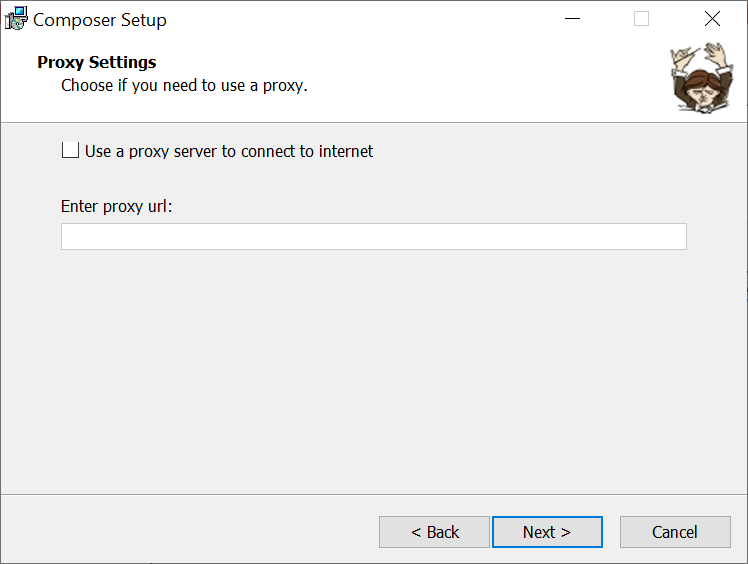 Composer Setup
Proxy Settings
Choose if you need to use a proxy.
Use a proxy server to connect to internet
Enter proxy url:
< Back
Next >
Cancel